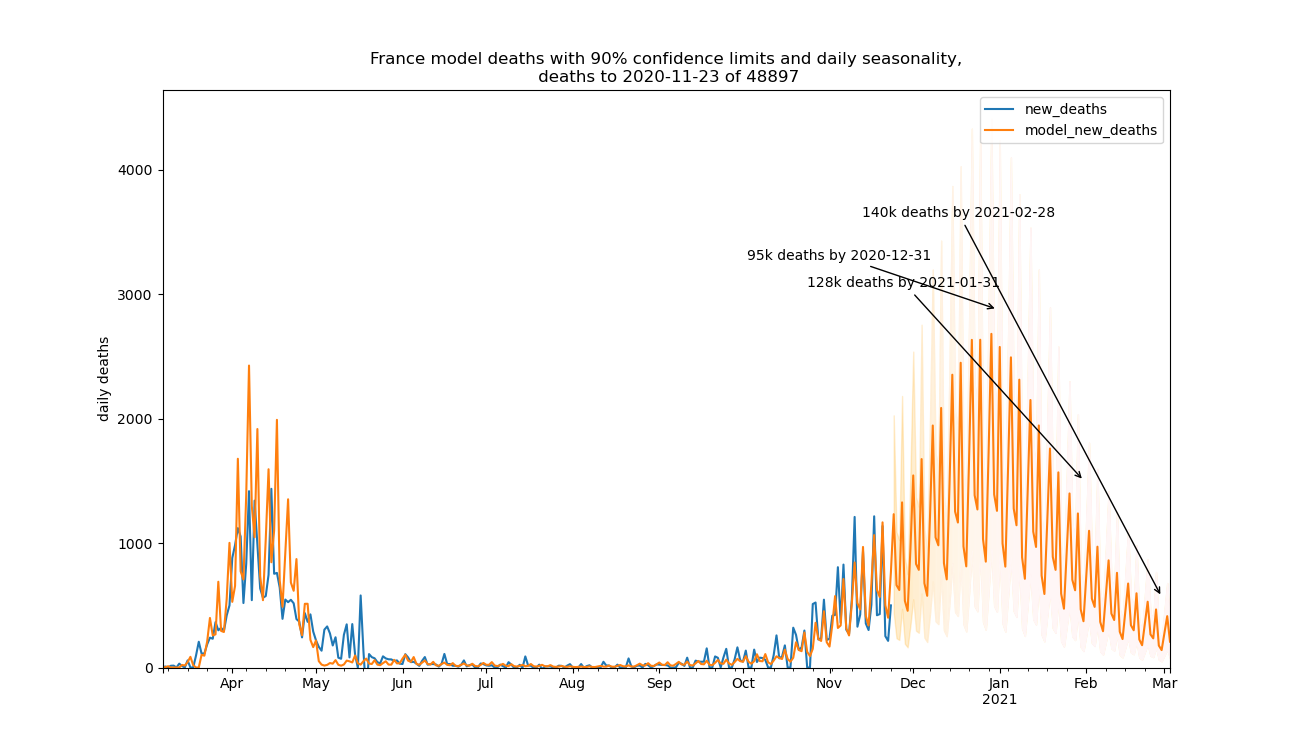 France model deaths with 90% confidence limits and daily seasonality,
deaths to 2020-11-23 of 48897
new_deaths
model_new_deaths
4000
3000
2000
1000
0
daily deaths
140k deaths by 2021-02-28
95k deaths by 2020-12-31
128k deaths by 2021-01-31
Apr May Jun Jul Aug Sep Oct Nov Dec Jan Feb Mar
2021